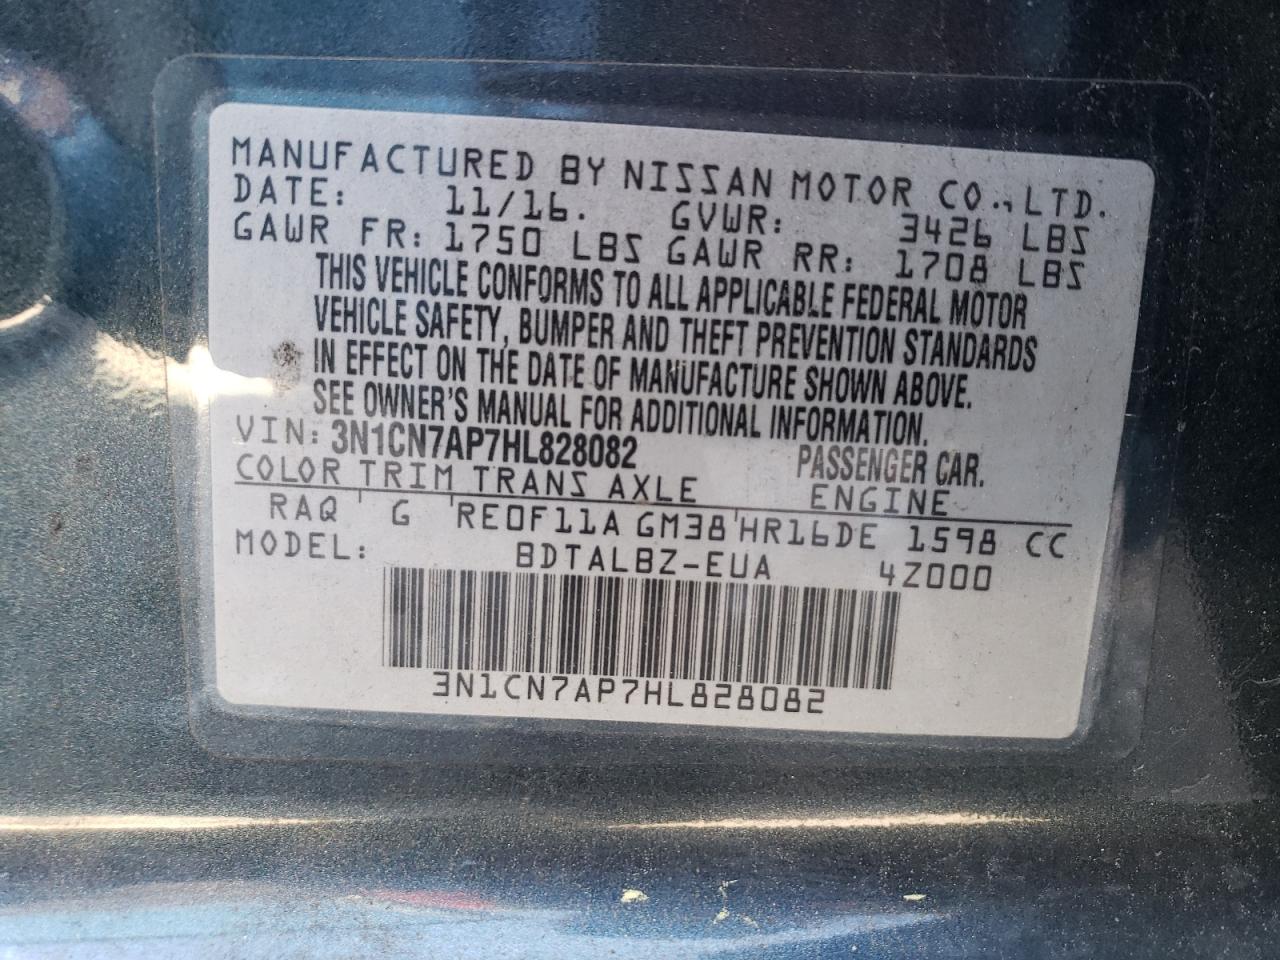 MANUFACTURED BY NISSAN MOTOR CO., LTD.
DATE: 11/16. GVWR: 3426 LBS
GAWR FR: 1750 LBS GAWR RR: 1708 LBS
THIS VEHICLE CONFORMS TO ALL APPLICABLE FEDERAL MOTOR
VEHICLE SAFETY, BUMPER AND THEFT PREVENTION STANDARDS
IN EFFECT ON THE DATE OF MANUFACTURE SHOWN ABOVE.
SEE OWNER'S MANUAL FOR ADDITIONAL INFORMATION.
VIN: 3N1CN7AP7HL828082 PASSENGER CAR.
COLOR TRIM TRANS AXLE ENGINE
RAQ G RE0F11A GM38 HR16DE 1598 CC
MODEL: BDTALBZ-EUA 4Z000
3N1CN7AP7HL828082